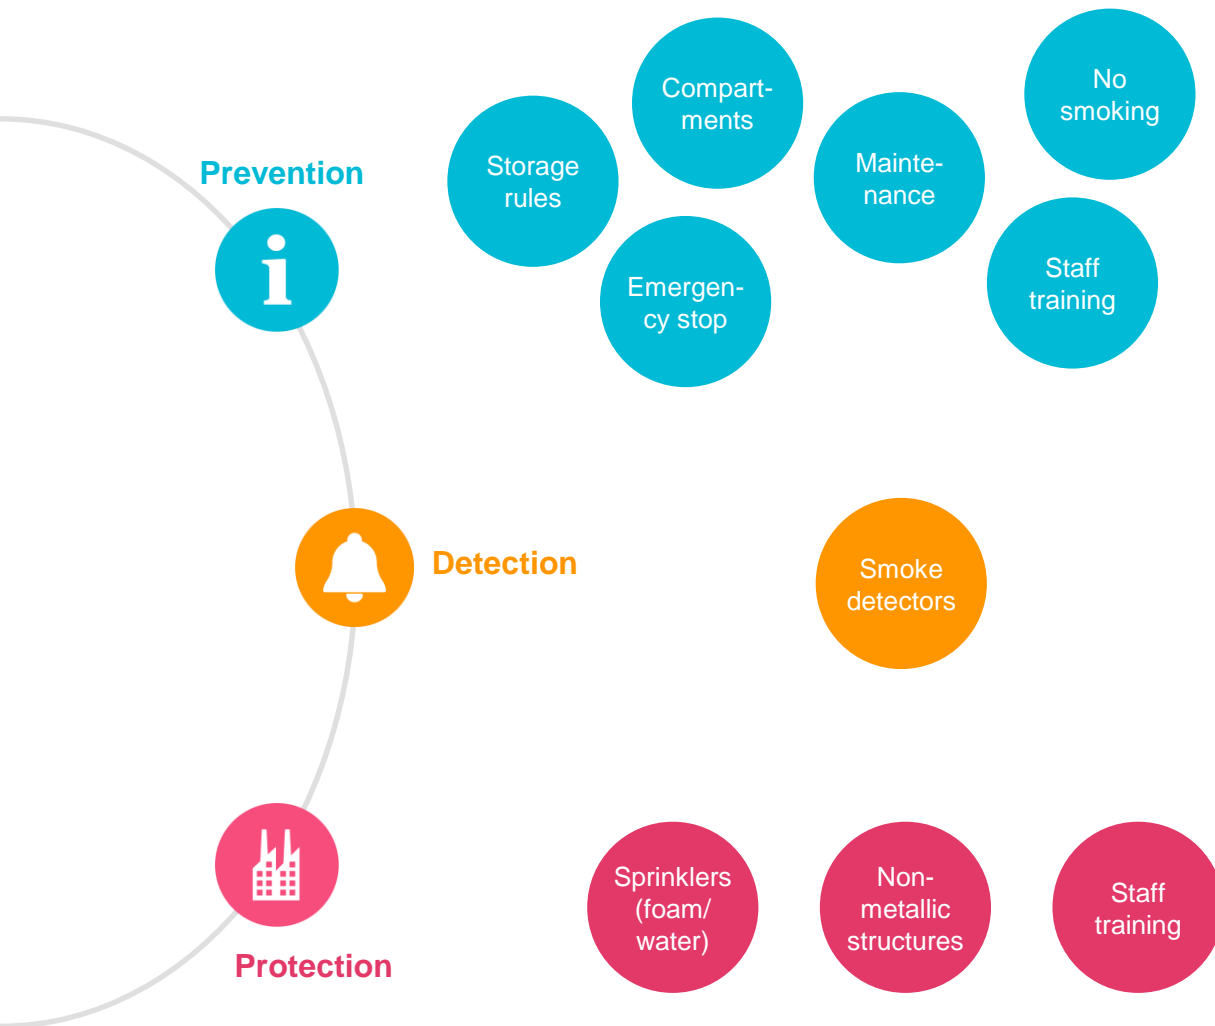 Prevention
Storage
rules
Compart-
ments
Emergen-
cy stop
Mainte-
nance
No
smoking
Staff
training
Detection
Smoke
detectors
Protection
Sprinklers
(foam/
water)
Non-
metallic
structures
Staff
training